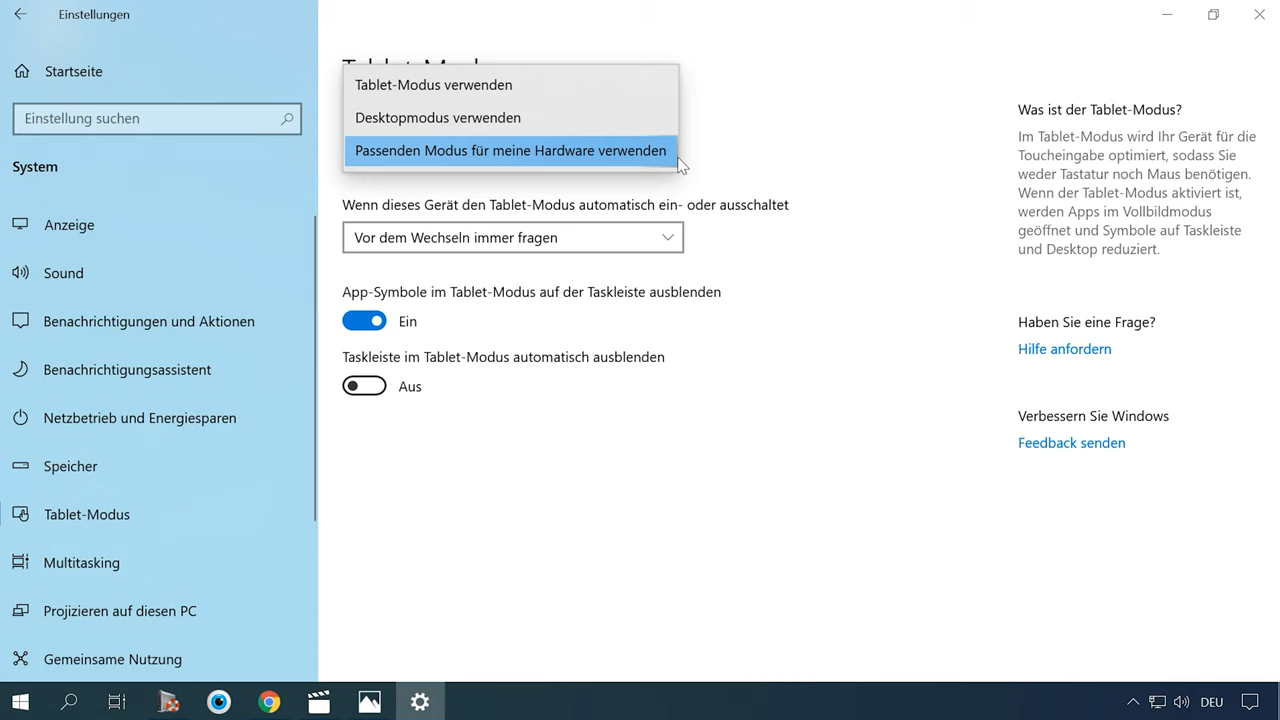 Einstellungen
Startseite
Einstellung suchen
System
Anzeige
Sound
Benachrichtigungen und Aktionen
Benachrichtigungsassistent
Netzbetrieb und Energiesparen
Speicher
Tablet-Modus
Multitasking
Projizieren auf diesen PC
Gemeinsame Nutzung
Tablet-Modus verwenden
Desktopmodus verwenden
Passenden Modus für meine Hardware verwenden
Wenn dieses Gerät den Tablet-Modus automatisch ein- oder ausschaltet
Vor dem Wechseln immer fragen
App-Symbole im Tablet-Modus auf der Taskleiste ausblenden
Ein
Taskleiste im Tablet-Modus automatisch ausblenden
Aus
Was ist der Tablet-Modus?
Im Tablet-Modus wird Ihr Gerät für die
Toucheingabe optimiert, sodass Sie
weder Tastatur noch Maus benötigen.
Wenn der Tablet-Modus aktiviert ist,
werden Apps im Vollbildmodus
geöffnet und Symbole auf Taskleiste
und Desktop reduziert.
Haben Sie eine Frage?
Hilfe anfordern
Verbessern Sie Windows
Feedback senden
DEU